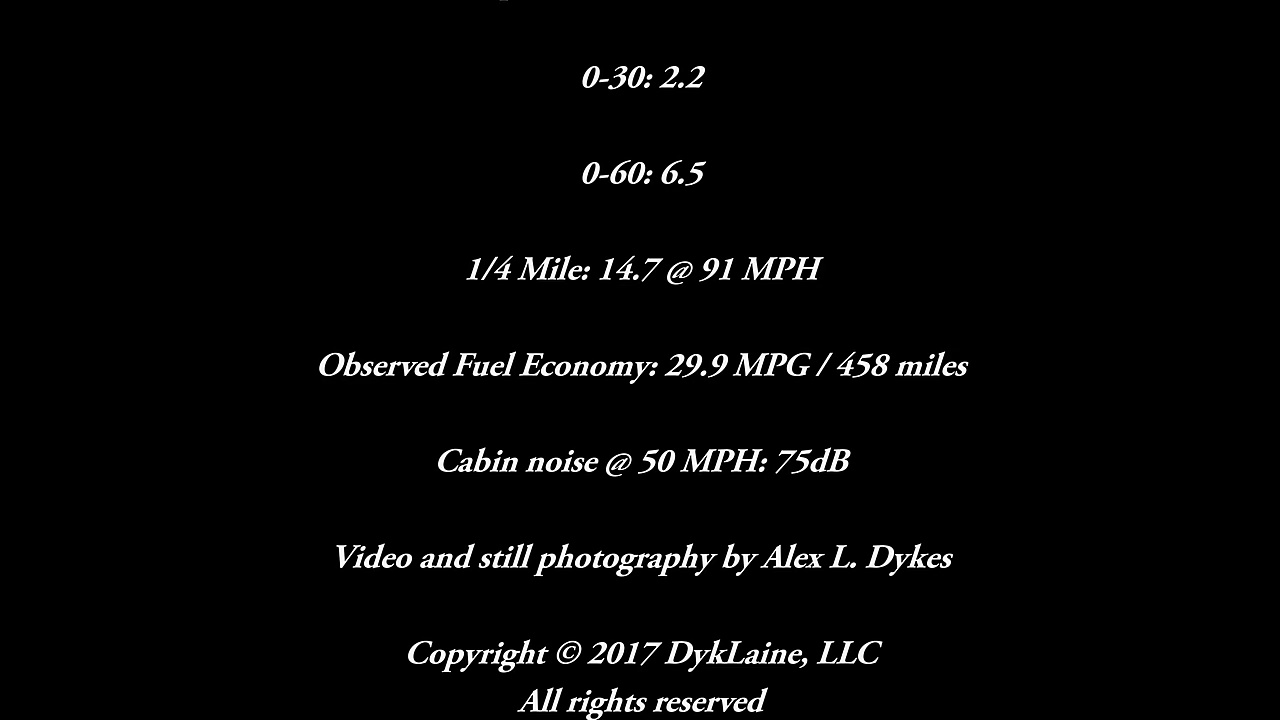 0-30: 2.2
0-60: 6.5
1/4 Mile: 14.7 @ 91 MPH
Observed Fuel Economy: 29.9 MPG / 458 miles
Cabin noise @ 50 MPH: 75dB
Video and still photography by Alex L. Dykes
Copyright © 2017 DykLaine, LLC
All rights reserved